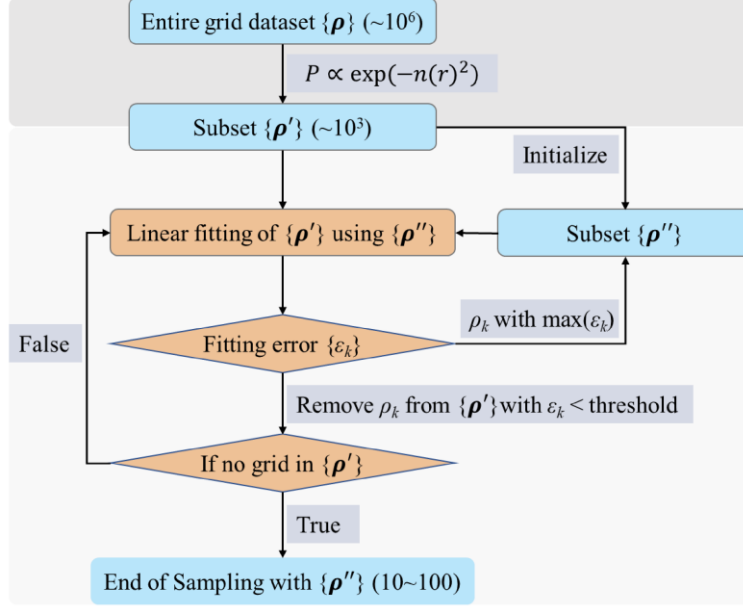 Entire grid dataset {ρ} (~10⁶)
P ∝ exp(−n(r)²)
Subset {ρ′} (~10³)
Initialize
Linear fitting of {ρ′} using {ρ″}
Subset {ρ″}
False
Fitting error {εₖ}
ρₖ with max(εₖ)
Remove ρₖ from {ρ′}with εₖ < threshold
If no grid in {ρ′}
True
End of Sampling with {ρ″} (10~100)